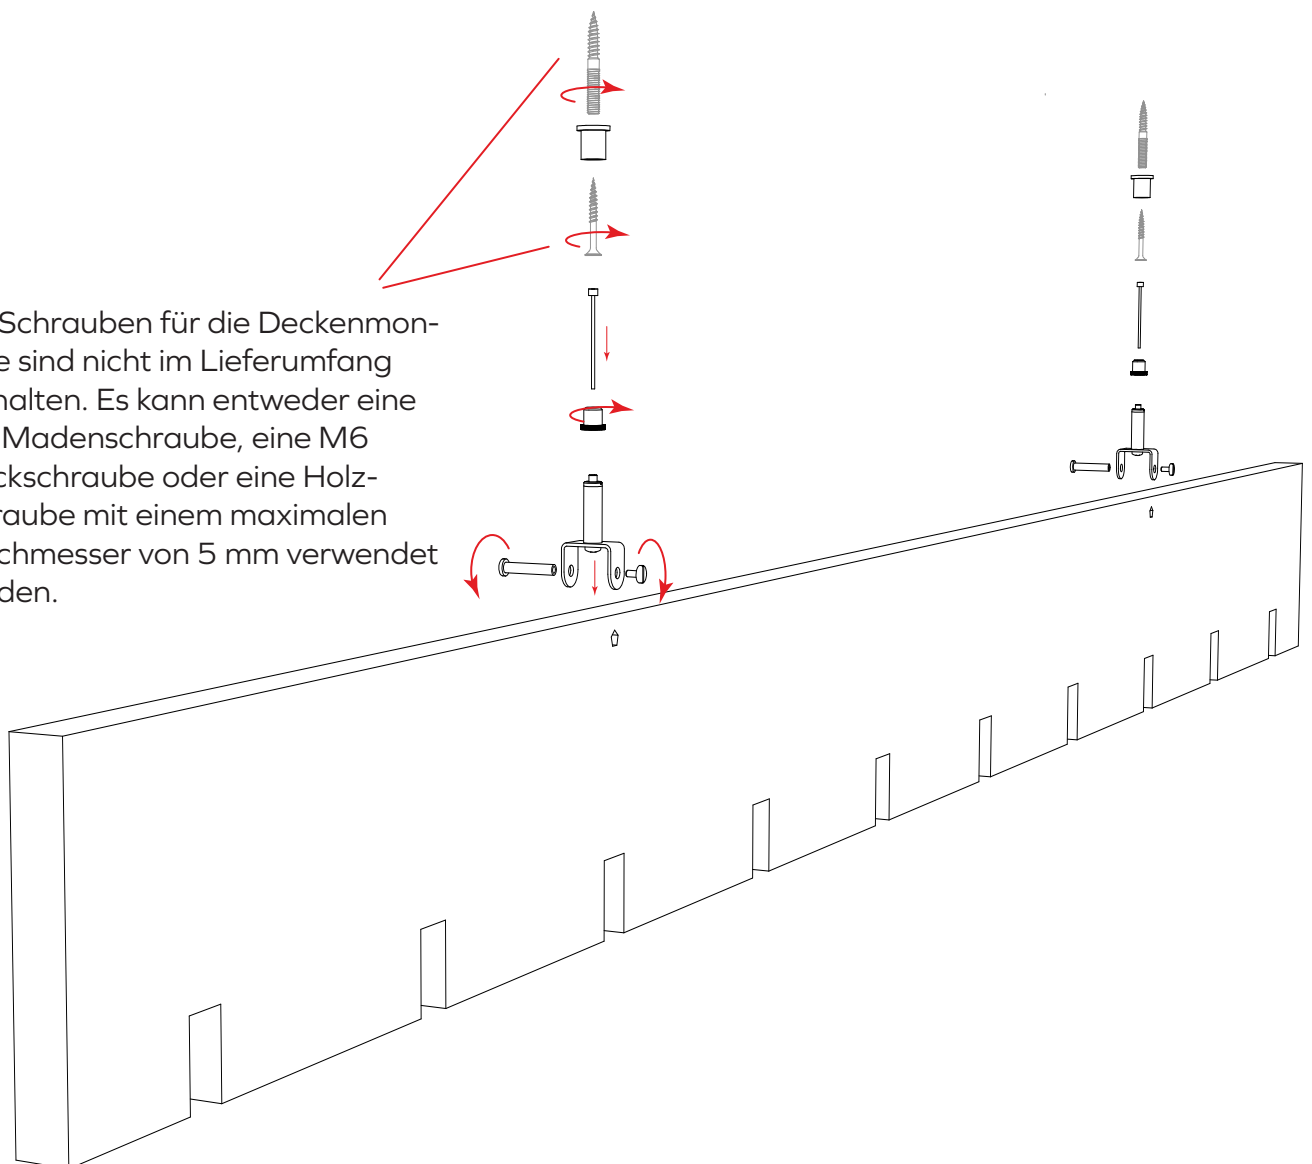 Schrauben für die Deckenmon-
e sind nicht im Lieferumfang
halten. Es kann entweder eine
Madenschraube, eine M6
ckschraube oder eine Holz-
raube mit einem maximalen
chmesser von 5 mm verwendet
den.